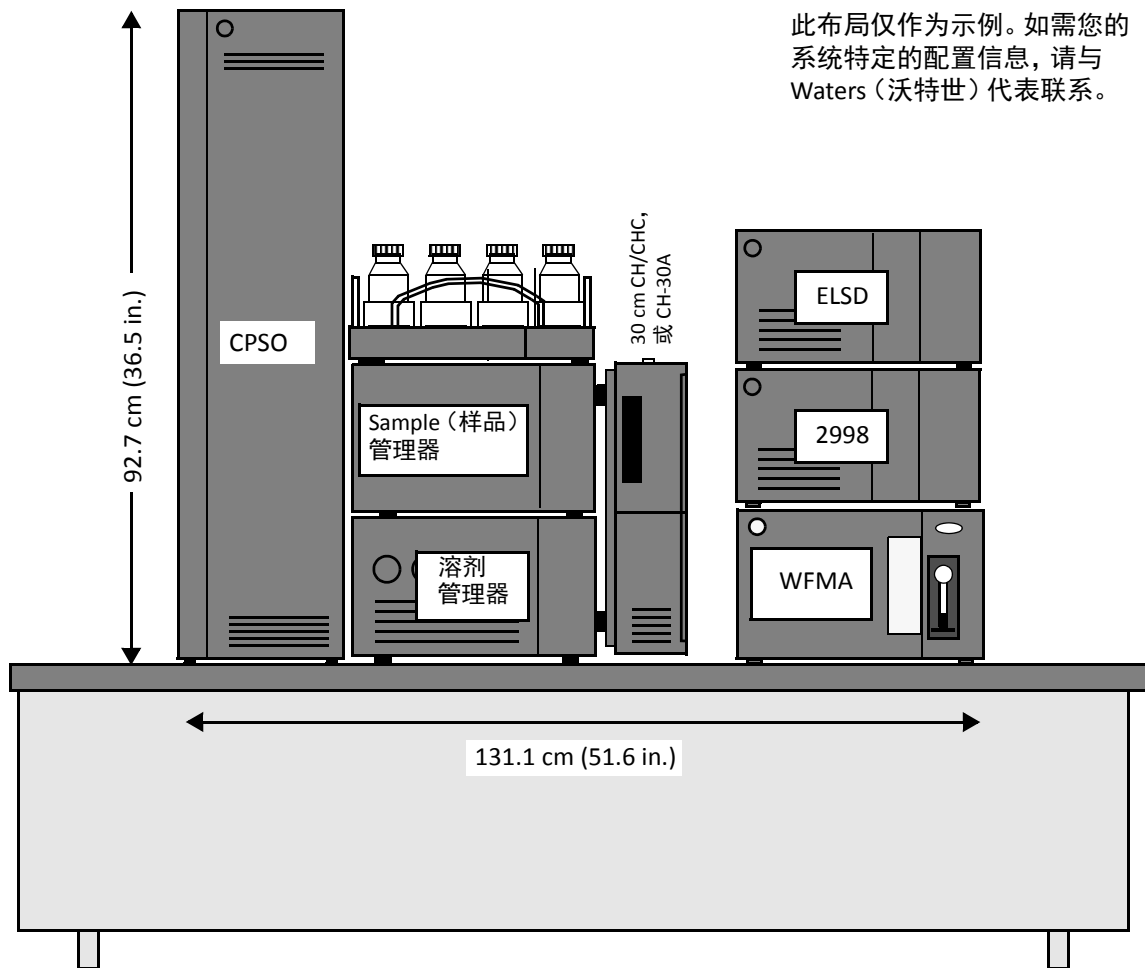 此布局仅作为示例。如需您的
系统特定的配置信息，请与
Waters（沃特世）代表联系。
92.7 cm (36.5 in.)
CPSO
30 cm CH/CHC,
或 CH-30A
Sample（样品）
管理器
溶剂
管理器
ELSD
2998
WFMA
131.1 cm (51.6 in.)